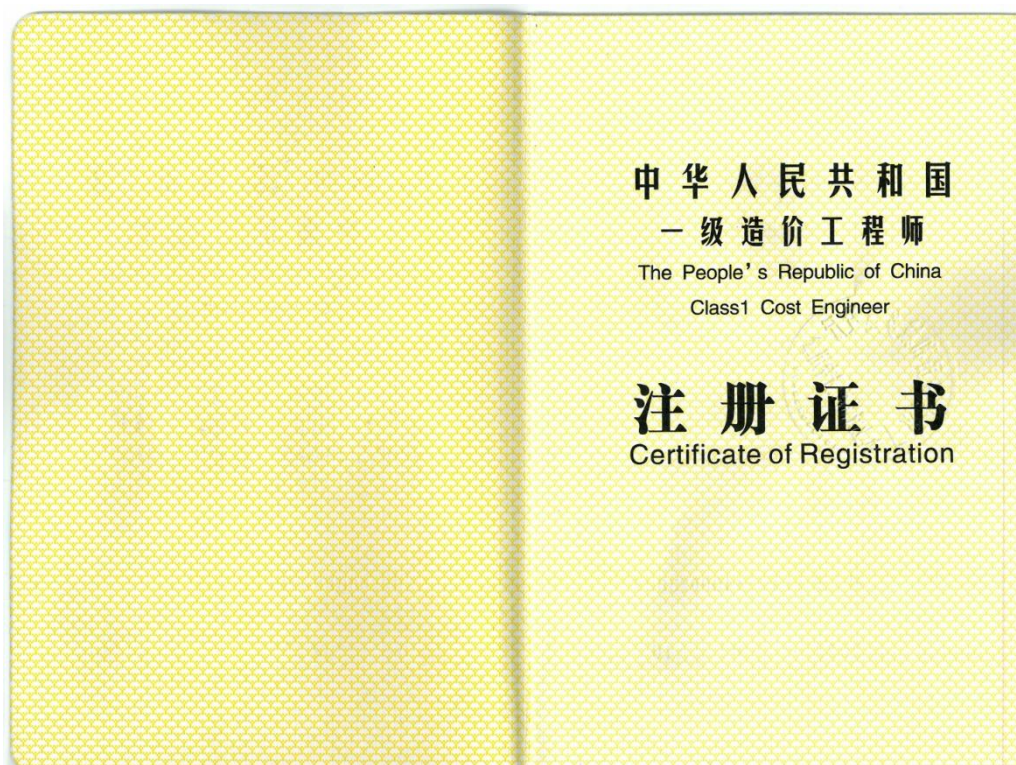 中华人民共和国
一级造价工程师
The People's Republic of China
Class1 Cost Engineer
注册证书
Certificate of Registration